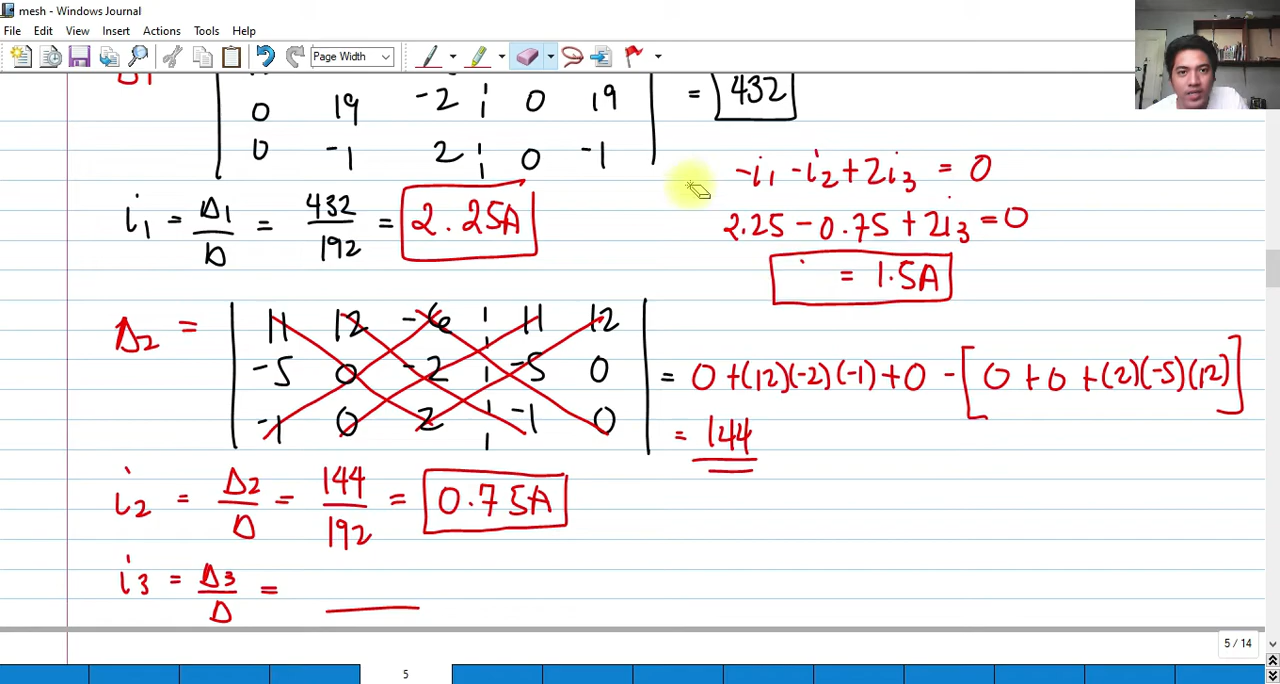 mesh - Windows Journal
File Edit View Insert Actions Tools Help
Page Width
0 19 -2 ¦ 0 19
= 432
0 -1 2 ¦ 0 -1
-i1 -i2 + 2i3 = 0
i1 = Δ1/D = 432/192 = 2.25A
2.25 - 0.75 + 2i3 = 0
i = 1.5A
Δ2 = | 11 12 -6 ¦ 11 12 |
-5 0 -2 ¦ -5 0
= 0 + (12)(-2)(-1) + 0 - [0 + 0 + (2)(-5)(12)]
-1 0 2 ¦ -1 0
= 144
i2 = Δ2/D = 144/192 = 0.75A
i3 = Δ3/D =
5 / 14
5